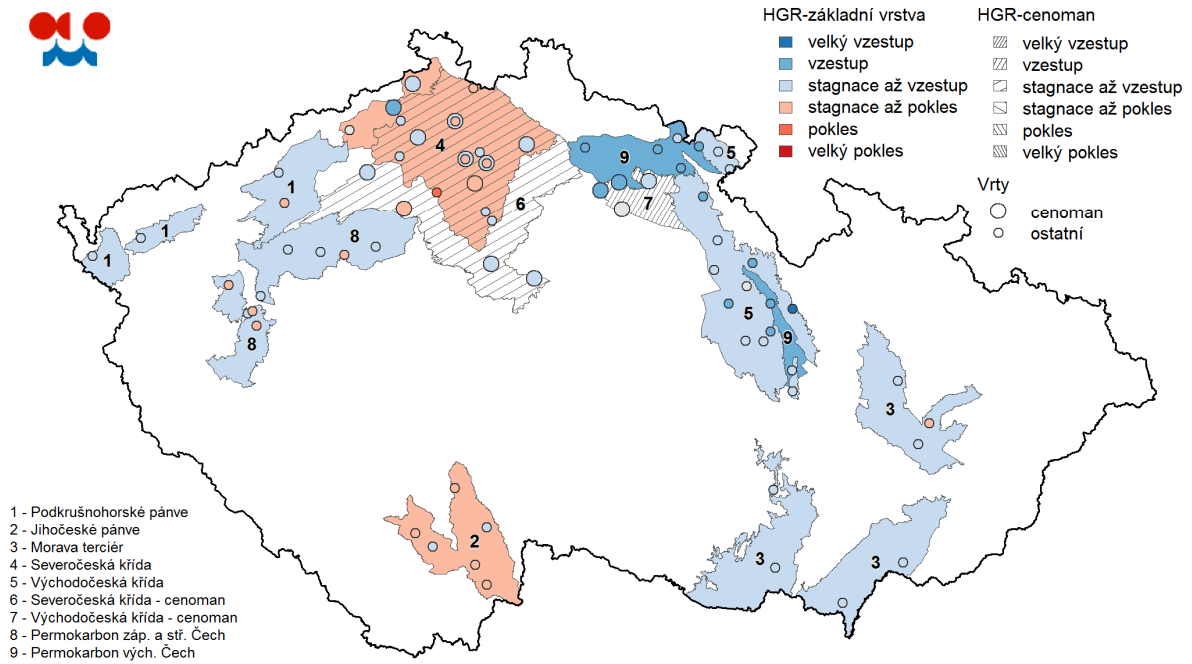 HGR-základní vrstva
velký vzestup
vzestup
stagnace až vzestup
stagnace až pokles
pokles
velký pokles
HGR-cenoman
velký vzestup
vzestup
stagnace až vzestup
stagnace až pokles
pokles
velký pokles
Vrty
cenoman
ostatní
4
9
5
1
6
7
1
8
1
5
9
8
3
2
3
3
1 - Podkrušnohorské pánve
2 - Jihočeské pánve
3 - Morava terciér
4 - Severočeská křída
5 - Východočeská křída
6 - Severočeská křída - cenoman
7 - Východočeská křída - cenoman
8 - Permokarbon záp. a stř. Čech
9 - Permokarbon vých. Čech